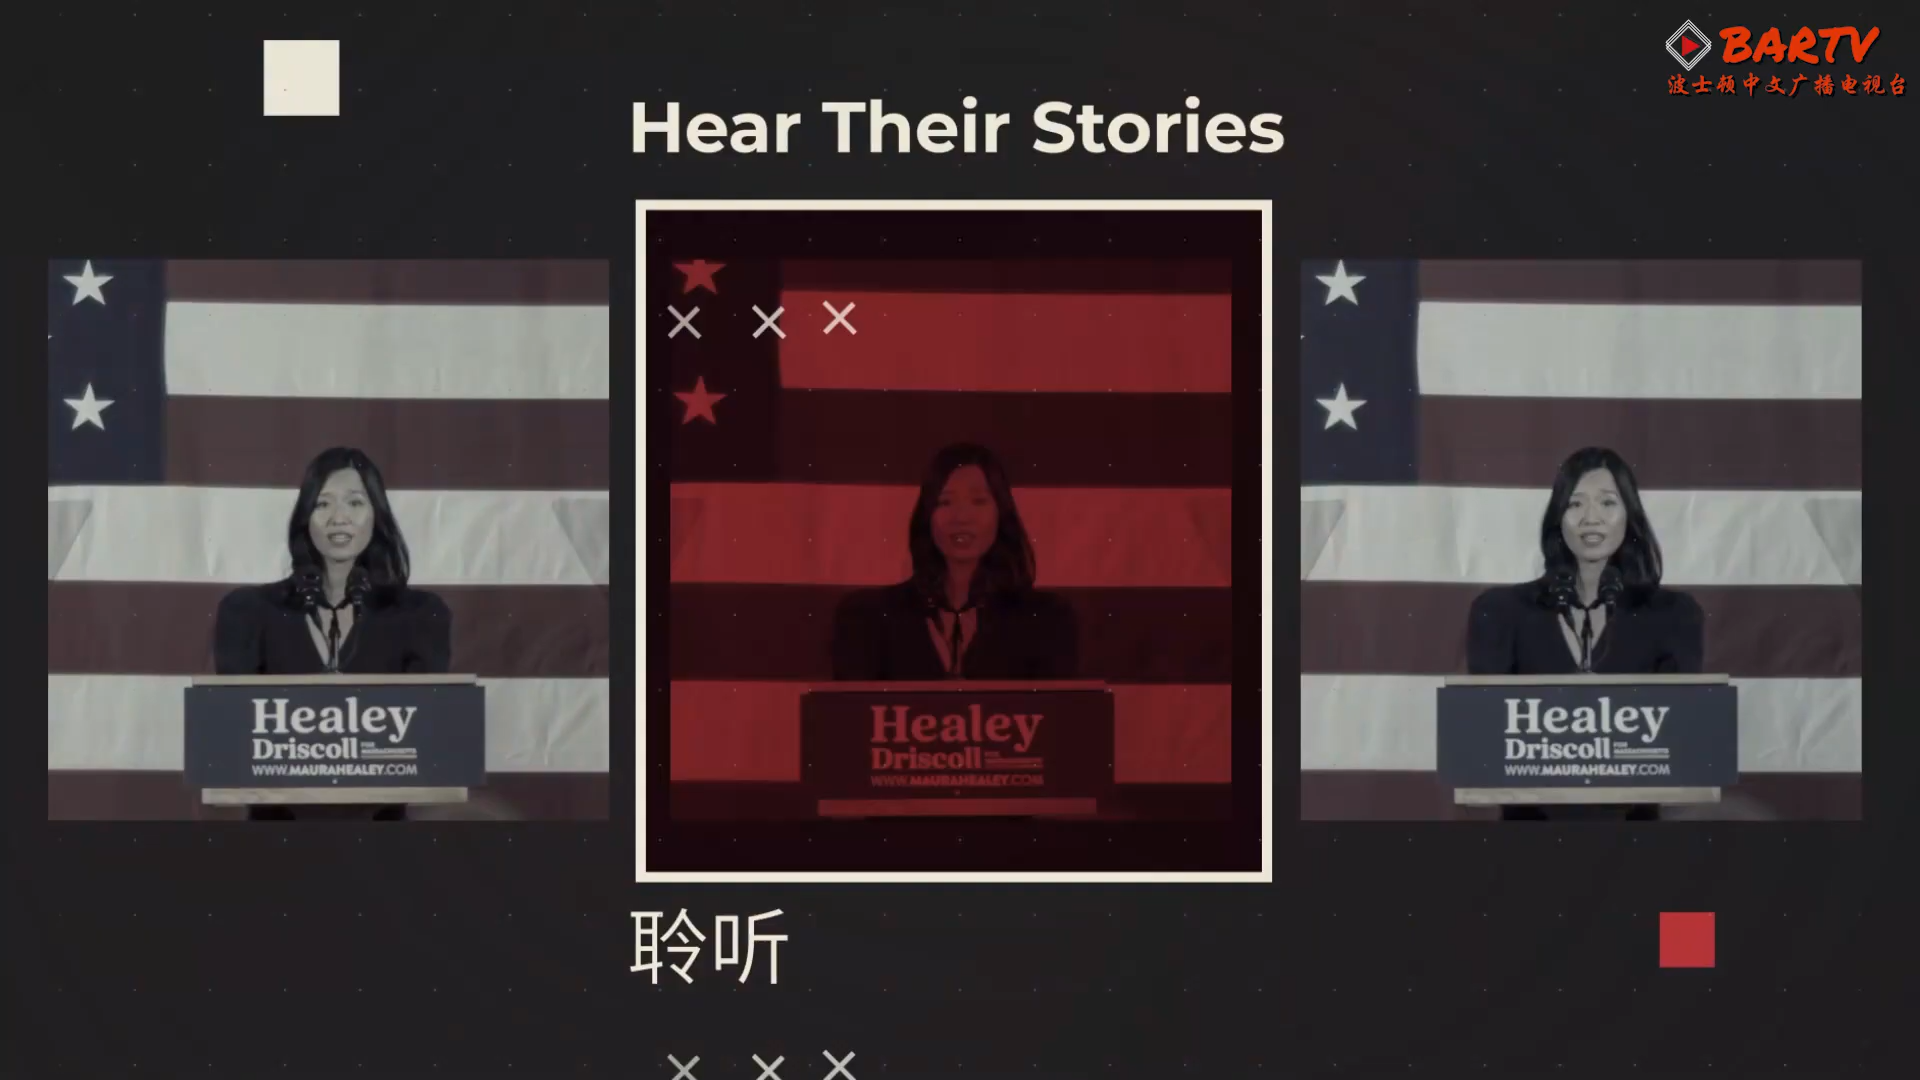 BARTV
波士顿中文广播电视台
Hear Their Stories
Healey
Driscoll
WWW.MAURAHEALEY.COM
Healey
Driscoll
WWW.MAURAHEALEY.COM
Healey
Driscoll
WWW.MAURAHEALEY.COM
聆听